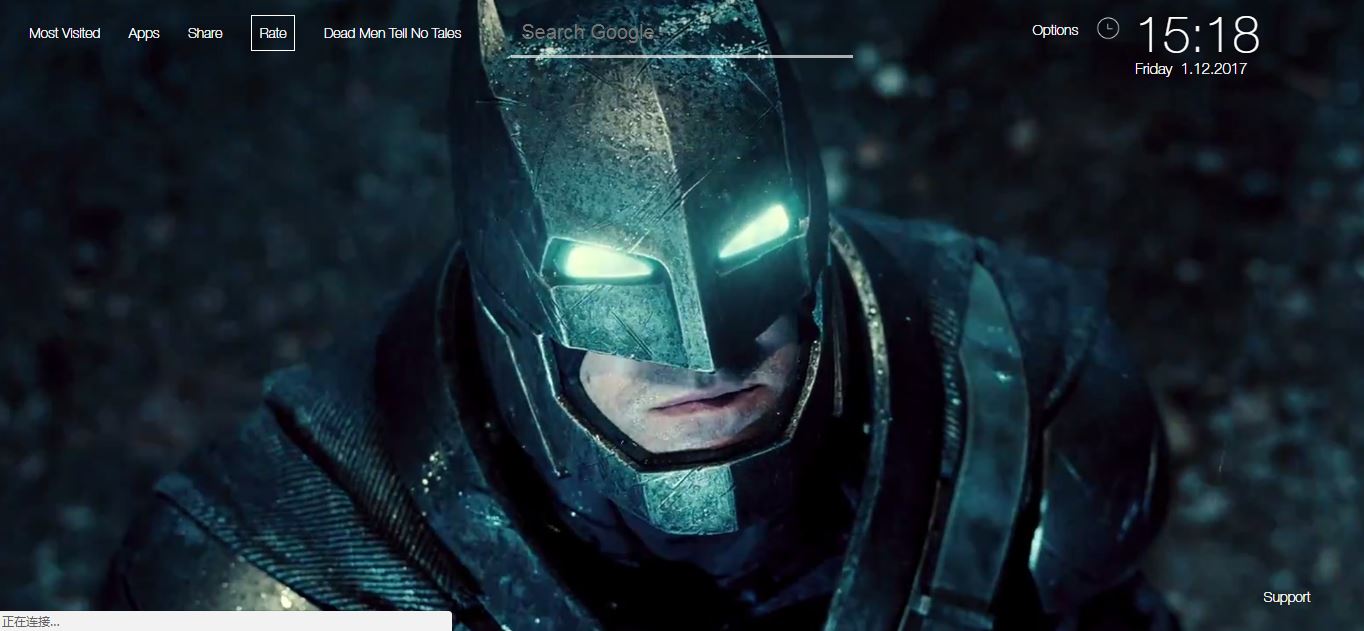 Most Visited Apps Share Rate Dead Men Tell No Tales Search Google Options 15:18
Friday 1.12.2017
Support
正在连接...